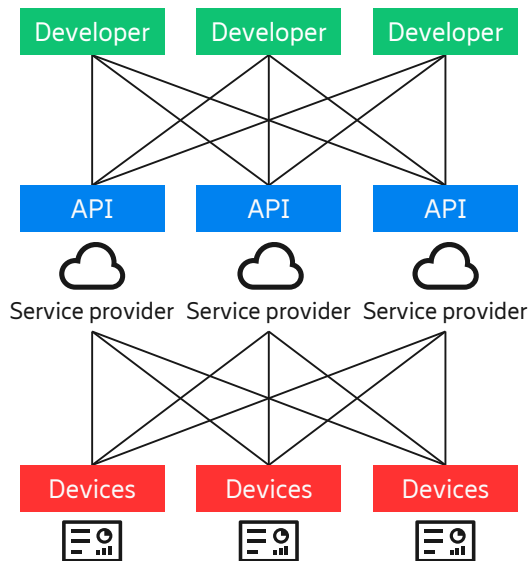 Developer Developer Developer
API API API
Service provider Service provider Service provider
Devices Devices Devices